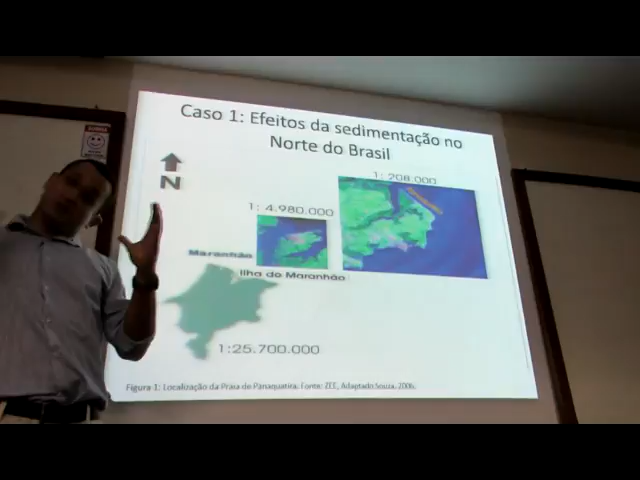 Caso 1: Efeitos da sedimentação no
Norte do Brasil
N
1: 208.000
1: 4.980.000
Maranhão
Ilha do Maranhão
1:25.700.000
Figura 1: Localização da Praia de Panaquatira. Fonte: ZEE, Adaptado Souza, 2006.